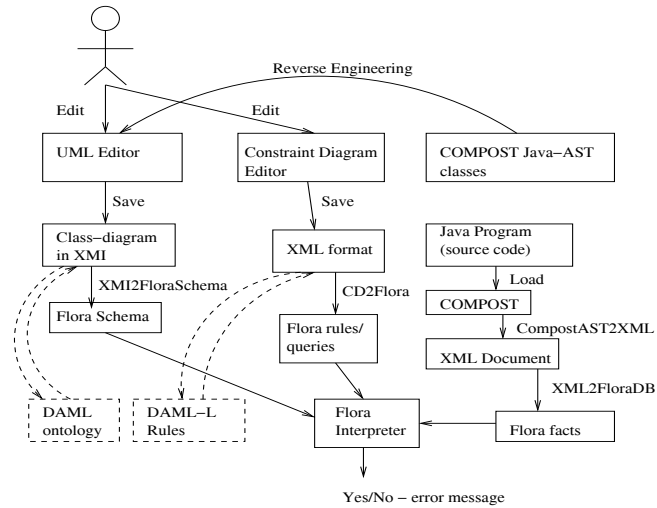 Reverse Engineering
Edit
Edit
UML Editor
Constraint Diagram
Editor
COMPOST Java-AST
classes
Save
Save
Class-diagram
in XMI
XML format
Java Program
(source code)
Load
XMI2FloraSchema
CD2Flora
COMPOST
Flora Schema
Flora rules/
queries
CompostAST2XML
XML Document
XML2FloraDB
DAML
ontology
DAML-L
Rules
Flora
Interpreter
Flora facts
Yes/No - error message